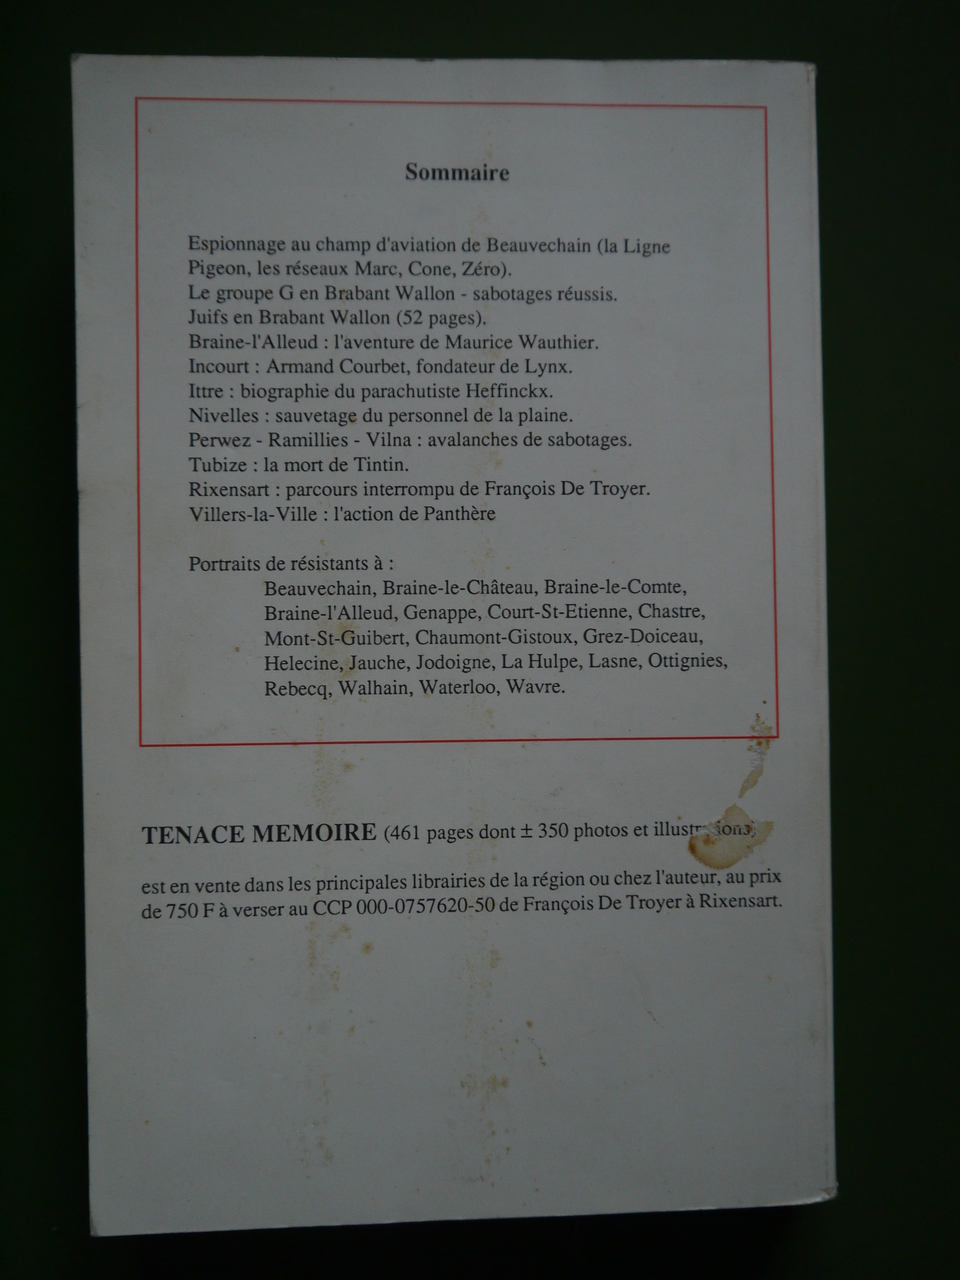 Sommaire
Espionnage au champ d'aviation de Beauvechain (la Ligne
Pigeon, les réseaux Marc, Cone, Zéro).
Le groupe G en Brabant Wallon - sabotages réussis.
Juifs en Brabant Wallon (52 pages).
Braine-l'Alleud : l'aventure de Maurice Wauthier.
Incourt : Armand Courbet, fondateur de Lynx.
Ittre : biographie du parachutiste Heffinckx.
Nivelles : sauvetage du personnel de la plaine.
Perwez - Ramillies - Vilna : avalanches de sabotages.
Tubize : la mort de Tintin.
Rixensart : parcours interrompu de François De Troyer.
Villers-la-Ville : l'action de Panthère
Portraits de résistants à :
Beauvechain, Braine-le-Château, Braine-le-Comte,
Braine-l'Alleud, Genappe, Court-St-Etienne, Chastre,
Mont-St-Guibert, Chaumont-Gistoux, Grez-Doiceau,
Helecine, Jauche, Jodoigne, La Hulpe, Lasne, Ottignies,
Rebecq, Walhain, Waterloo, Wavre.
TENACE MEMOIRE (461 pages dont ± 350 photos et
est en vente dans les principales librairies de la région ou chez l'auteur, au prix
de 750 F à verser au CCP 000-0757620-50 de François De Troyer à Rixensart.